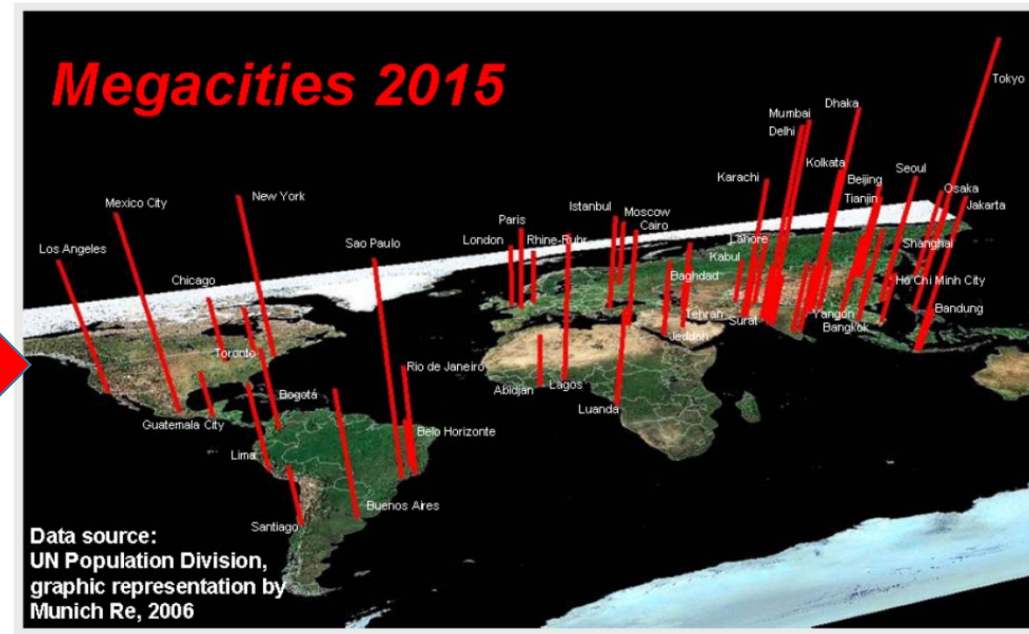 Megacities 2015
Tokyo
Dhaka
Mumbai
Delhi
Kolkata
Seoul
Karachi
Beijing
Tianjin
Osaka
Jakarta
New York
Mexico City
Istanbul
Moscow
Paris
Cairo
London
Rhine-Ruhr
Sao Paulo
Los Angeles
Lahore
Shanghai
Kabul
Chicago
Baghdad
Ho Chi Minh City
Bandung
Tehrah
Surat
Yangon
Bangkok
Jeddah
Toronto
Rio de Janeiro
Abidjan
Lagos
Bogotá
Luanda
Guatemala City
Belo Horizonte
Lima
Buenos Aires
Santiago
Data source:
UN Population Division,
graphic representation by
Munich Re, 2006